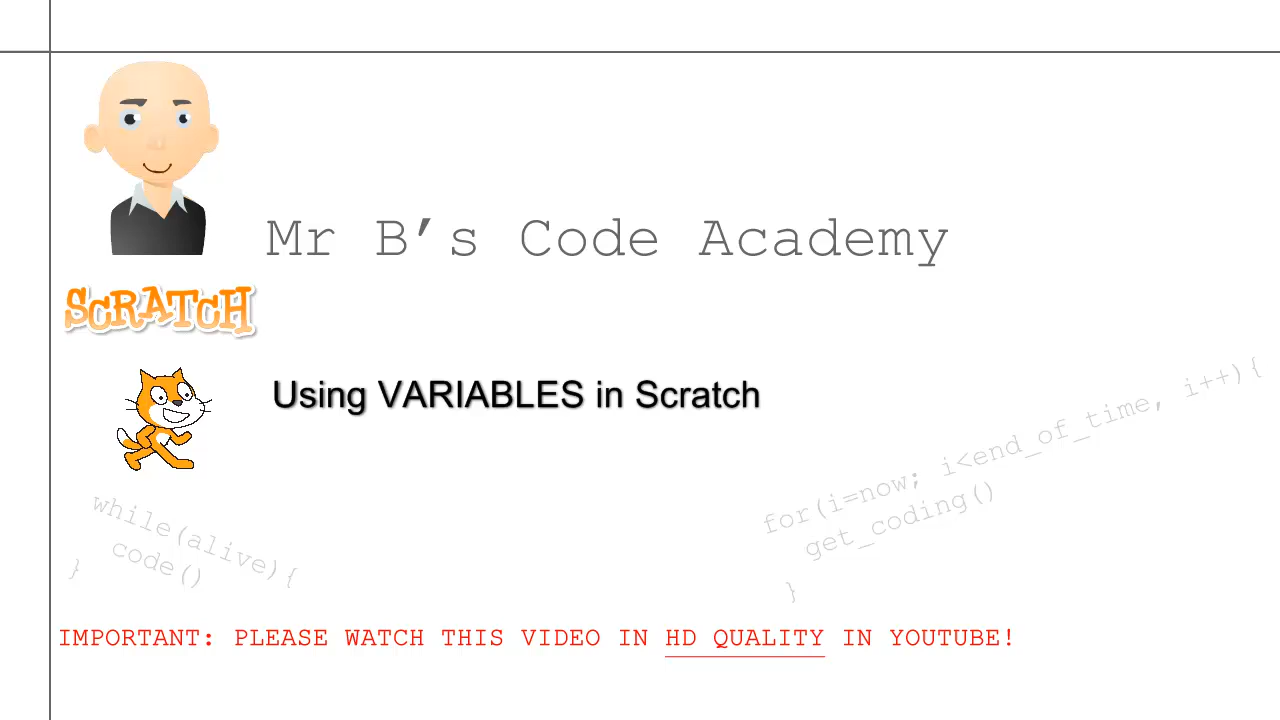 Mr B’s Code Academy
SCRATCH
Using VARIABLES in Scratch
for(i=now; i<end_of_time, i++){
get_coding()
}
while(alive){
code()
}
IMPORTANT: PLEASE WATCH THIS VIDEO IN HD QUALITY IN YOUTUBE!